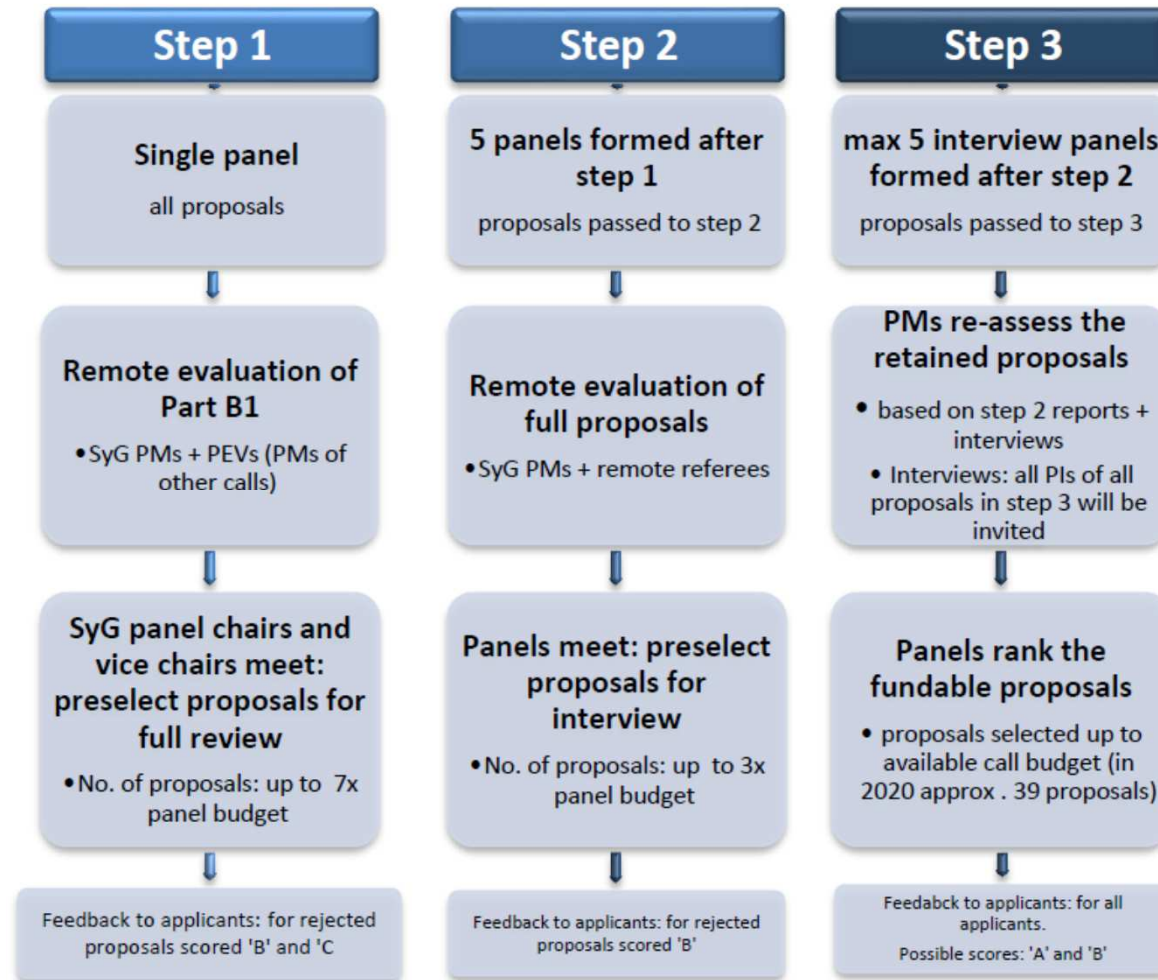 Step 1
Single panel
all proposals
Remote evaluation of
Part B1
•SyG PMs + PEVs (PMs of
other calls)
SyG panel chairs and
vice chairs meet:
preselect proposals for
full review
•No. of proposals: up to 7x
panel budget
Feedback to applicants: for rejected
proposals scored 'B' and 'C
Step 2
5 panels formed after
step 1
proposals passed to step 2
Remote evaluation of
full proposals
•SyG PMs + remote referees
Panels meet: preselect
proposals for
interview
•No. of proposals: up to 3x
panel budget
Feedback to applicants: for rejected
proposals scored 'B'
Step 3
max 5 interview panels
formed after step 2
proposals passed to step 3
PMs re-assess the
retained proposals
• based on step 2 reports +
interviews
• Interviews: all PIs of all
proposals in step 3 will be
invited
Panels rank the
fundable proposals
• proposals selected up to
available call budget (in
2020 approx . 39 proposals)
Feedabck to applicants: for all
applicants.
Possible scores: 'A' and 'B'